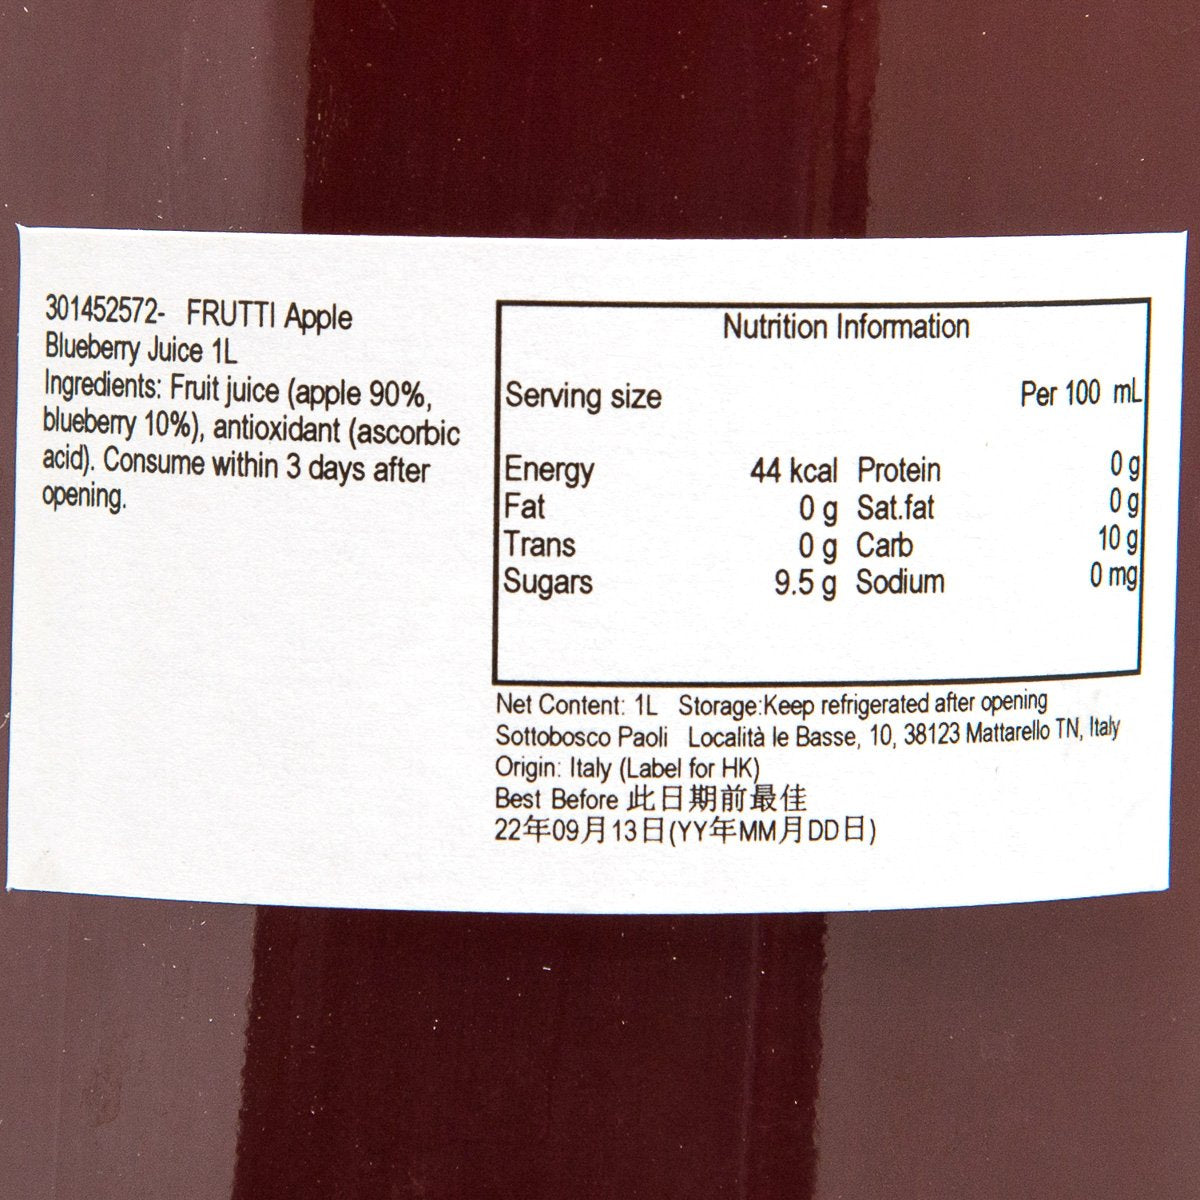 301452572- FRUTTI Apple
Blueberry Juice 1L
Ingredients: Fruit juice (apple 90%,
blueberry 10%), antioxidant (ascorbic
acid). Consume within 3 days after
opening.
Nutrition Information
Serving size Per 100 mL
Energy 44 kcal Protein 0 g
Fat 0 g Sat.fat 0 g
Trans 0 g Carb 10 g
Sugars 9.5 g Sodium 0 mg
Net Content: 1L Storage:Keep refrigerated after opening
Sottobosco Paoli Località le Basse, 10, 38123 Mattarello TN, Italy
Origin: Italy (Label for HK)
Best Before 此日期前最佳
22年09月13日(YY年MM月DD日)